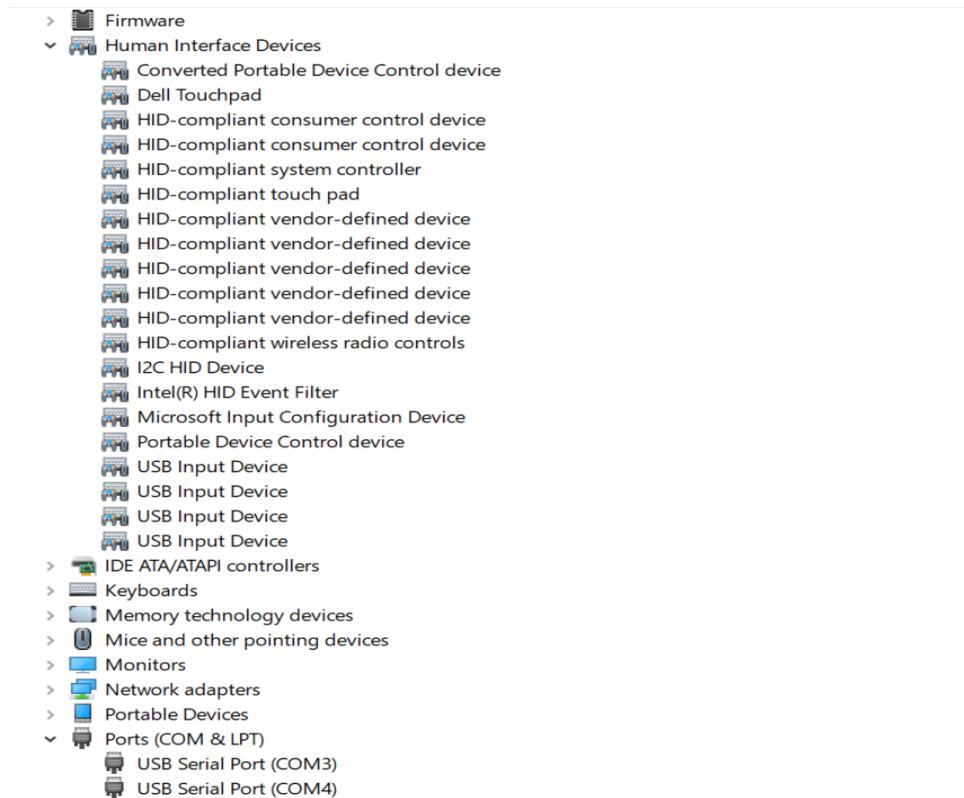 Firmware
Human Interface Devices
Converted Portable Device Control device
Dell Touchpad
HID-compliant consumer control device
HID-compliant consumer control device
HID-compliant system controller
HID-compliant touch pad
HID-compliant vendor-defined device
HID-compliant vendor-defined device
HID-compliant vendor-defined device
HID-compliant vendor-defined device
HID-compliant vendor-defined device
HID-compliant wireless radio controls
I2C HID Device
Intel(R) HID Event Filter
Microsoft Input Configuration Device
Portable Device Control device
USB Input Device
USB Input Device
USB Input Device
USB Input Device
IDE ATA/ATAPI controllers
Keyboards
Memory technology devices
Mice and other pointing devices
Monitors
Network adapters
Portable Devices
Ports (COM & LPT)
USB Serial Port (COM3)
USB Serial Port (COM4)